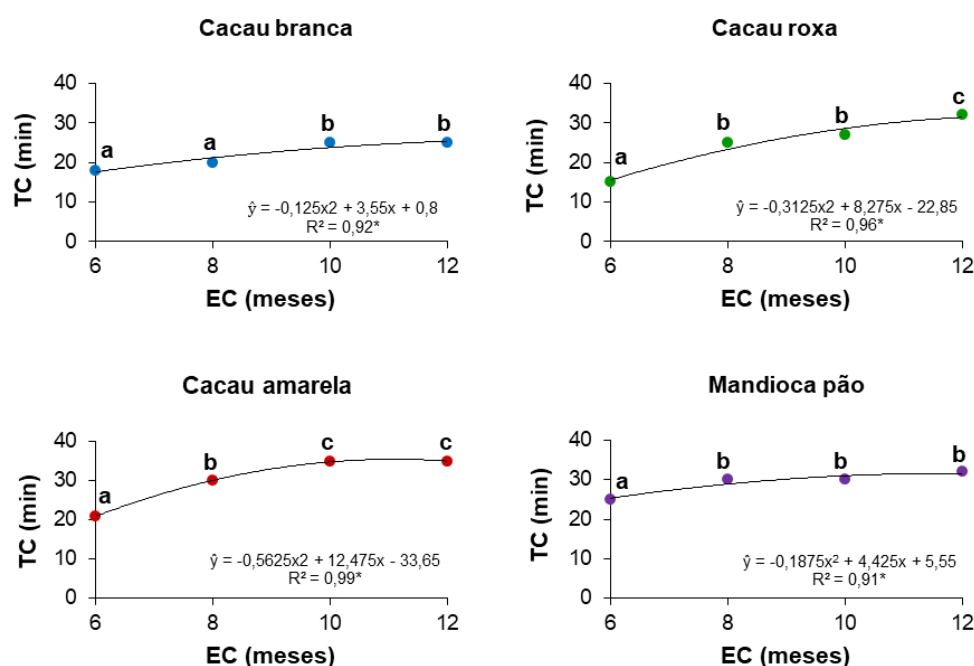 Cacau branca
40
30
20
10
0
TC (min)
a
a
b
b
ŷ = -0,125x2 + 3,55x + 0,8
R² = 0,92*
6
8
10
12
EC (meses)
Cacau roxa
40
30
20
10
0
TC (min)
a
b
b
c
ŷ = -0,3125x2 + 8,275x - 22,85
R² = 0,96*
6
8
10
12
EC (meses)
Cacau amarela
40
30
20
10
0
TC (min)
a
b
c
c
ŷ = -0,5625x2 + 12,475x - 33,65
R² = 0,99*
6
8
10
12
EC (meses)
Mandioca pão
40
30
20
10
0
TC (min)
a
b
b
b
ŷ = -0,1875x² + 4,425x + 5,55
R² = 0,91*
6
8
10
12
EC (meses)